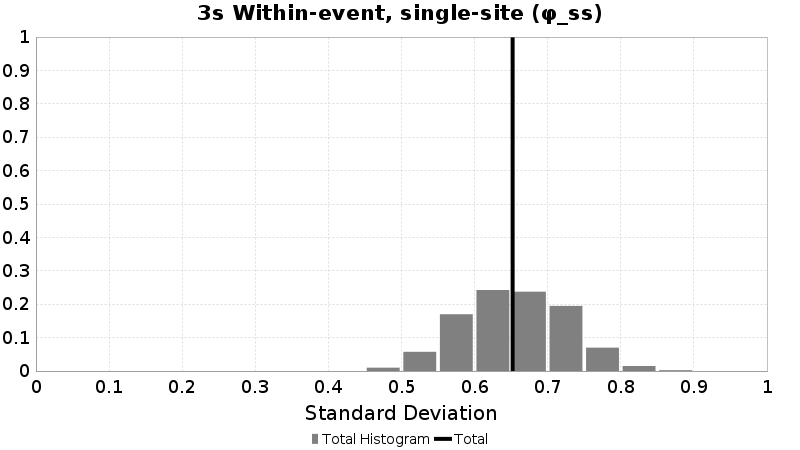 3s Within-event, single-site (φ_ss)
1
0.9
0.8
0.7
0.6
0.5
0.4
0.3
0.2
0.1
0
0 0.1 0.2 0.3 0.4 0.5 0.6 0.7 0.8 0.9 1
Standard Deviation
Total Histogram Total